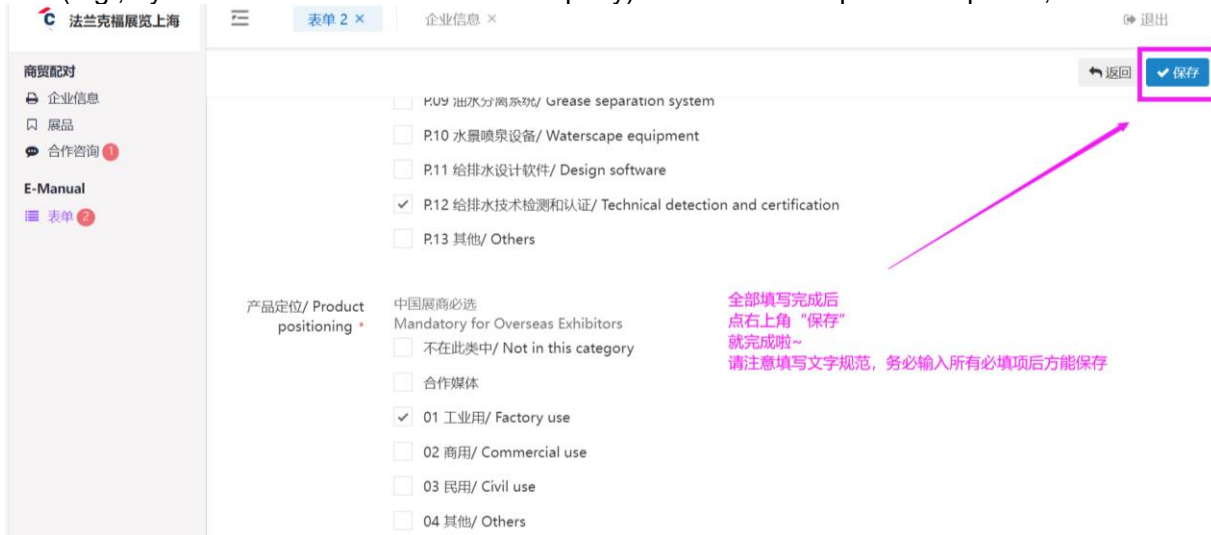 法兰克福展览上海
表单 2 ×
企业信息 ×
退出
商贸配对
企业信息
展品
合作咨询 1
E-Manual
表单 2
返回
保存
P.09 油水分离系统/ Grease separation system
P.10 水景喷泉设备/ Waterscape equipment
P.11 给排水设计软件/ Design software
P.12 给排水技术检测和认证/ Technical detection and certification
P.13 其他/ Others
产品定位/ Product
positioning *
中国展商必选
Mandatory for Overseas Exhibitors
不在此类中/ Not in this category
合作媒体
01 工业用/ Factory use
02 商用/ Commercial use
03 民用/ Civil use
04 其他/ Others
全部填写完成后
点右上角“保存”
就完成啦~
请注意填写文字规范，务必输入所有必填项后方能保存